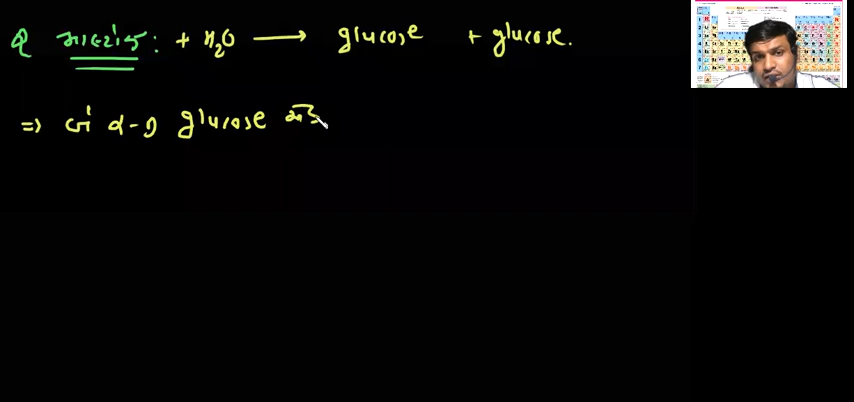 Q માલ્ટોઝ : + H₂O ⟶ glucose + glucose.
⇒ બે α-D glucose